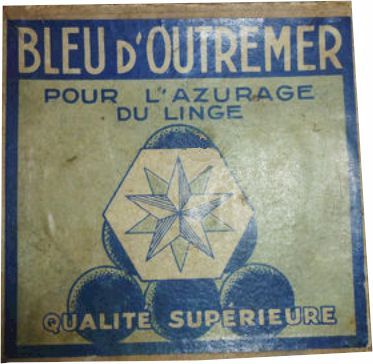 BLEU D'OUTREMER
POUR L'AZURAGE
DU LINGE
QUALITÉ SUPÉRIEURE